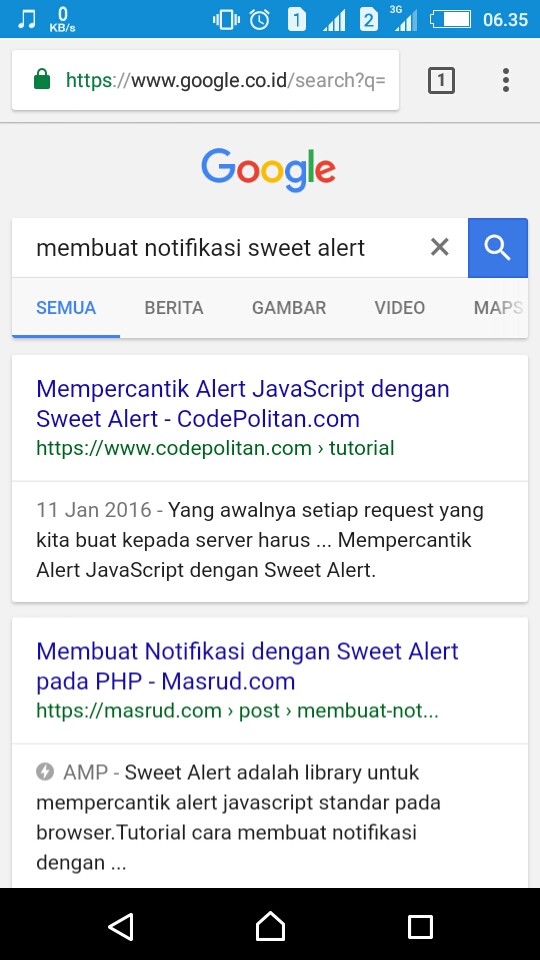 0
KB/s
1
2
3G
06.35
https://www.google.co.id/search?q=
1
Google
membuat notifikasi sweet alert
SEMUA BERITA GAMBAR VIDEO MAPS
Mempercantik Alert JavaScript dengan
Sweet Alert - CodePolitan.com
https://www.codepolitan.com › tutorial
11 Jan 2016 - Yang awalnya setiap request yang
kita buat kepada server harus ... Mempercantik
Alert JavaScript dengan Sweet Alert.
Membuat Notifikasi dengan Sweet Alert
pada PHP - Masrud.com
https://masrud.com › post › membuat-not...
AMP - Sweet Alert adalah library untuk
mempercantik alert javascript standar pada
browser.Tutorial cara membuat notifikasi
dengan ...